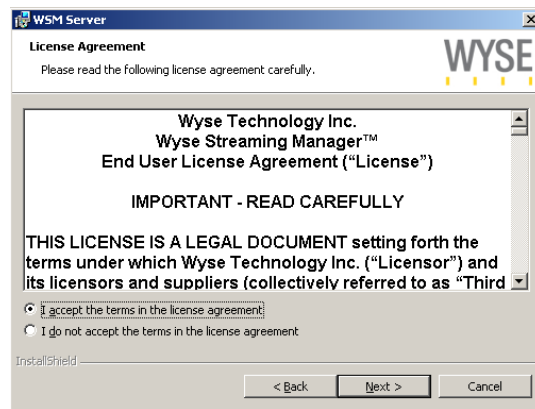 WSM Server
License Agreement
Please read the following license agreement carefully.
WYSE
Wyse Technology Inc.
Wyse Streaming Manager™
End User License Agreement (“License”)
IMPORTANT - READ CAREFULLY
THIS LICENSE IS A LEGAL DOCUMENT setting forth the
terms under which Wyse Technology Inc. (“Licensor”) and
its licensors and suppliers (collectively referred to as “Third
I accept the terms in the license agreement
I do not accept the terms in the license agreement
InstallShield
< Back
Next >
Cancel